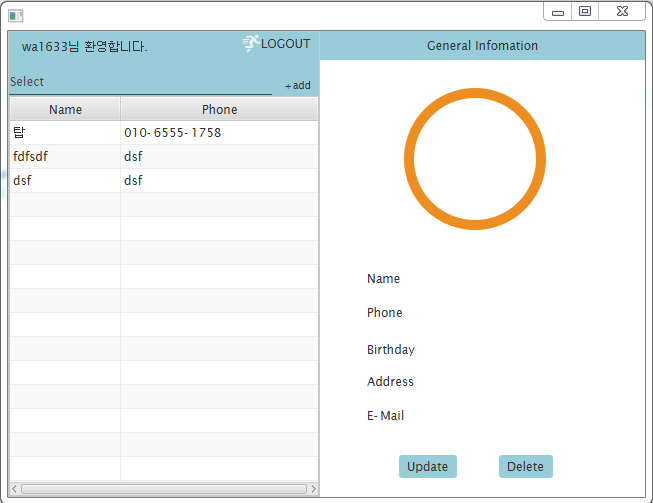 wa1633님 환영합니다.
LOGOUT
Select
+add
Name Phone
탑 010- 6555- 1758
fdfsdf dsf
dsf dsf
General Infomation
Name
Phone
Birthday
Address
E- Mail
Update Delete